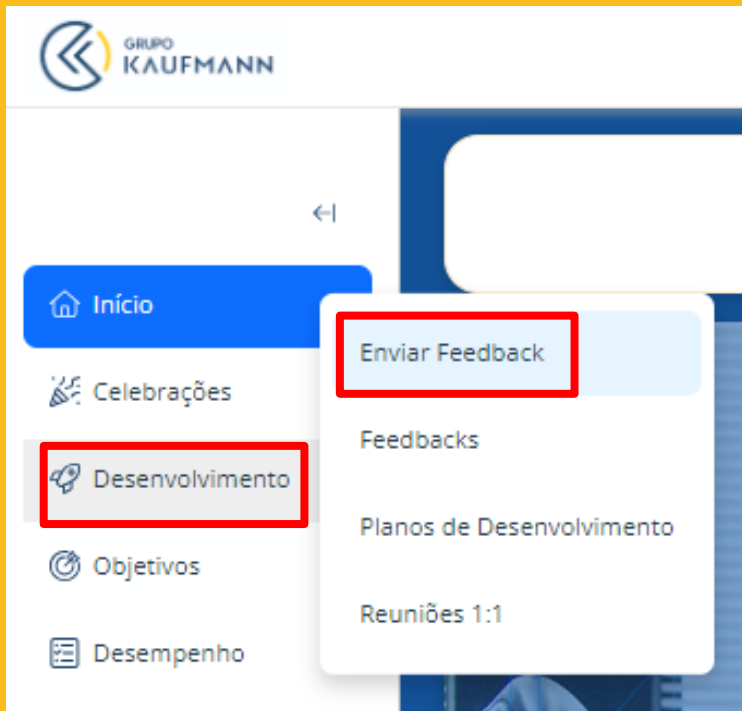 GRUPO
KAUFMANN
Início
Celebrações
Desenvolvimento
Objetivos
Desempenho
Enviar Feedback
Feedbacks
Planos de Desenvolvimento
Reuniões 1:1